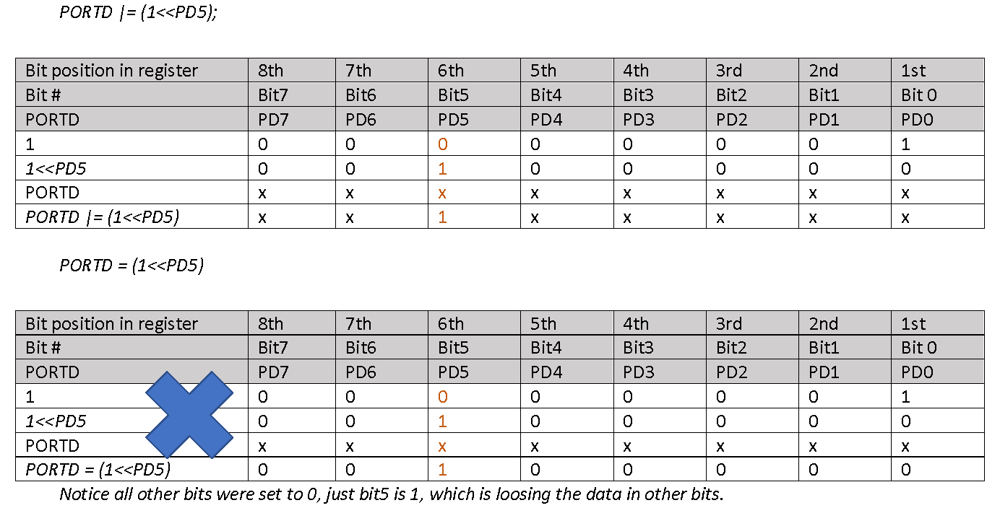 PORTD |= (1<<PD5);
Bit position in register 8th 7th 6th 5th 4th 3rd 2nd 1st
Bit # Bit7 Bit6 Bit5 Bit4 Bit3 Bit2 Bit1 Bit 0
PORTD PD7 PD6 PD5 PD4 PD3 PD2 PD1 PD0
1 0 0 0 0 0 0 0 1
1<<PD5 0 0 1 0 0 0 0 0
PORTD x x x x x x x x
PORTD |= (1<<PD5) x x 1 x x x x x
PORTD = (1<<PD5)
Bit position in register 8th 7th 6th 5th 4th 3rd 2nd 1st
Bit # Bit7 Bit6 Bit5 Bit4 Bit3 Bit2 Bit1 Bit 0
PORTD PD7 PD6 PD5 PD4 PD3 PD2 PD1 PD0
1 0 0 0 0 0 0 0 1
1<<PD5 0 0 1 0 0 0 0 0
PORTD x x x x x x x x
PORTD = (1<<PD5) 0 0 1 0 0 0 0 0
Notice all other bits were set to 0, just bit5 is 1, which is loosing the data in other bits.